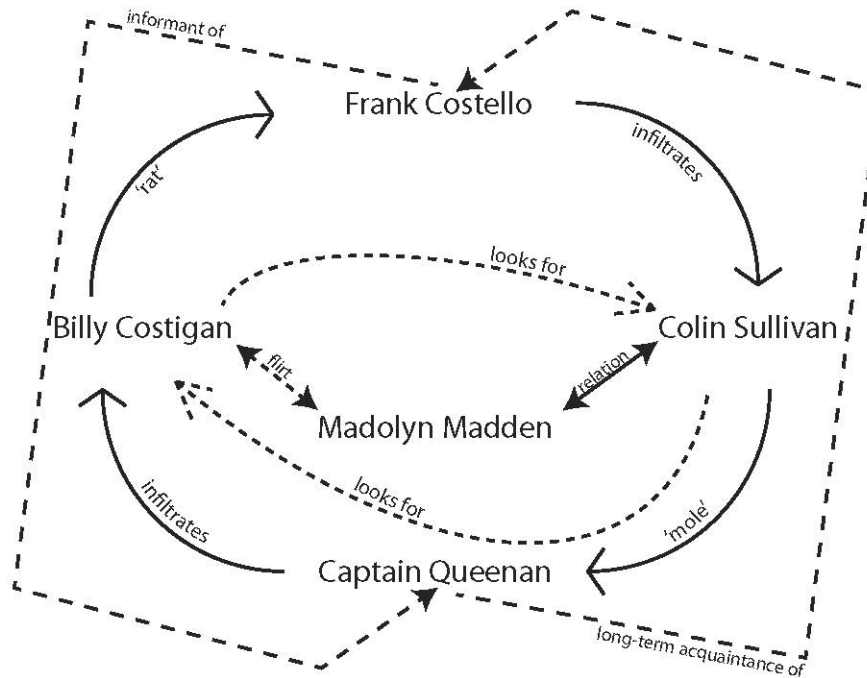 informant of
Frank Costello
infiltrates
'rat'
looks for
Billy Costigan
Colin Sullivan
flirt
relation
Madolyn Madden
looks for
infiltrates
'mole'
Captain Queenan
long-term acquaintance of